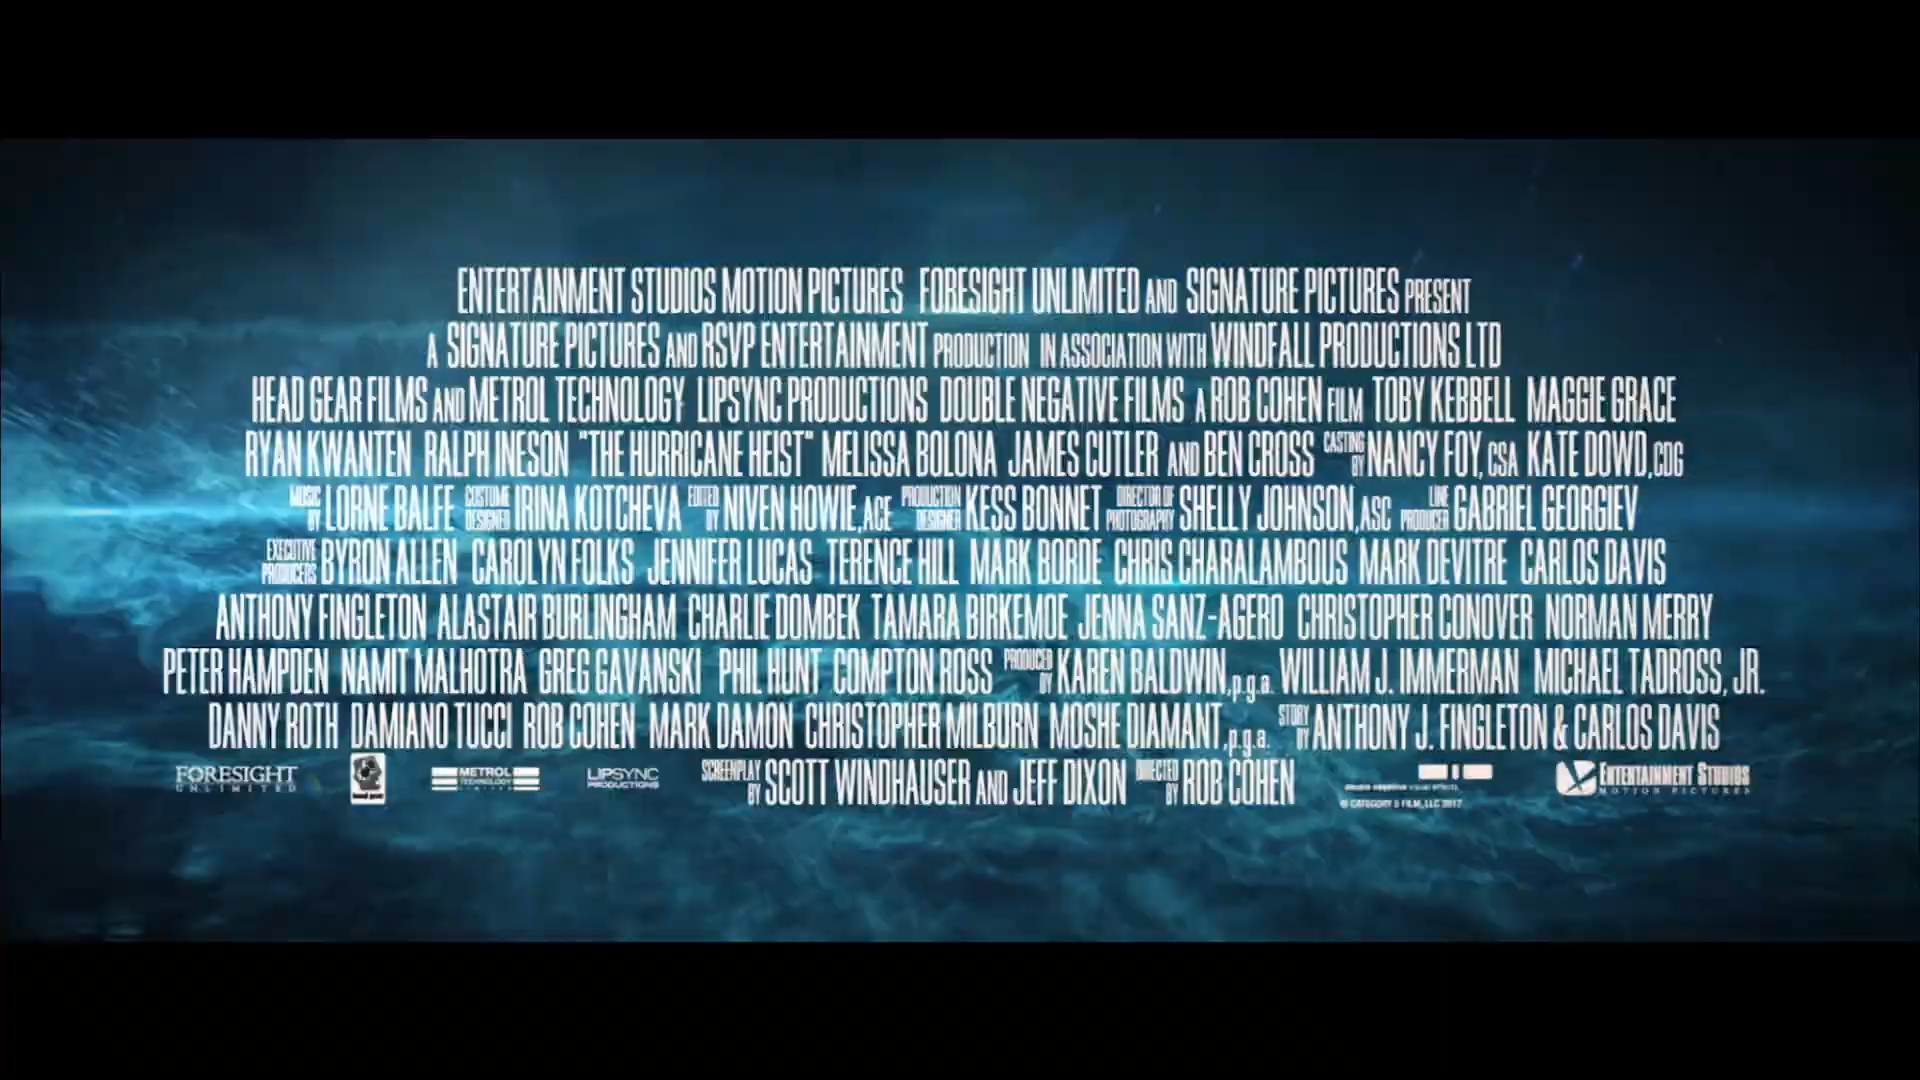 ENTERTAINMENT STUDIOS MOTION PICTURES FORESIGHT UNLIMITED AND SIGNATURE PICTURES PRESENT
A SIGNATURE PICTURES AND RSVP ENTERTAINMENT PRODUCTION IN ASSOCIATION WITH WINDFALL PRODUCTIONS LTD
HEAD GEAR FILMS AND METROL TECHNOLOGY LIPSYNC PRODUCTIONS DOUBLE NEGATIVE FILMS A ROB COHEN FILM TOBY KEBBELL MAGGIE GRACE
RYAN KWANTEN RALPH INESON "THE HURRICANE HEIST" MELISSA BOLONA JAMES CUTLER AND BEN CROSS CASTING BY NANCY FOY, CSA KATE DOWD, CDG
MUSIC BY LORNE BALFE COSTUME DESIGNED IRINA KOTCHEVA EDITED BY NIVEN HOWIE, ACE PRODUCTION DESIGNER KESS BONNET DIRECTOR OF PHOTOGRAPHY SHELLY JOHNSON, ASC LINE PRODUCER GABRIEL GEORGIEV
EXECUTIVE PRODUCERS BYRON ALLEN CAROLYN FOLKS JENNIFER LUCAS TERENCE HILL MARK BORDE CHRIS CHARALAMBOUS MARK DEVITRE CARLOS DAVIS
ANTHONY FINGLETON ALASTAIR BURLINGHAM CHARLIE DOMBEK TAMARA BIRKEMOE JENNA SANZ-AGERO CHRISTOPHER CONOVER NORMAN MERRY
PETER HAMPDEN NAMIT MALHOTRA GREG GAVANSKI PHIL HUNT COMPTON ROSS PRODUCED BY KAREN BALDWIN, p.g.a. WILLIAM J. IMMERMAN MICHAEL TADROSS, JR.
DANNY ROTH DAMIANO TUCCI ROB COHEN MARK DAMON CHRISTOPHER MILBURN MOSHE DIAMANT, p.g.a. STORY BY ANTHONY J. FINGLETON & CARLOS DAVIS
FORESIGHT UNLIMITED METROL TECHNOLOGY LIPSYNC PRODUCTIONS SCREENPLAY BY SCOTT WINDHAUSER AND JEFF DIXON DIRECTED BY ROB COHEN ENTERTAINMENT STUDIOS MOTION PICTURES
© CATEGORY 5 FILM, LLC 2017